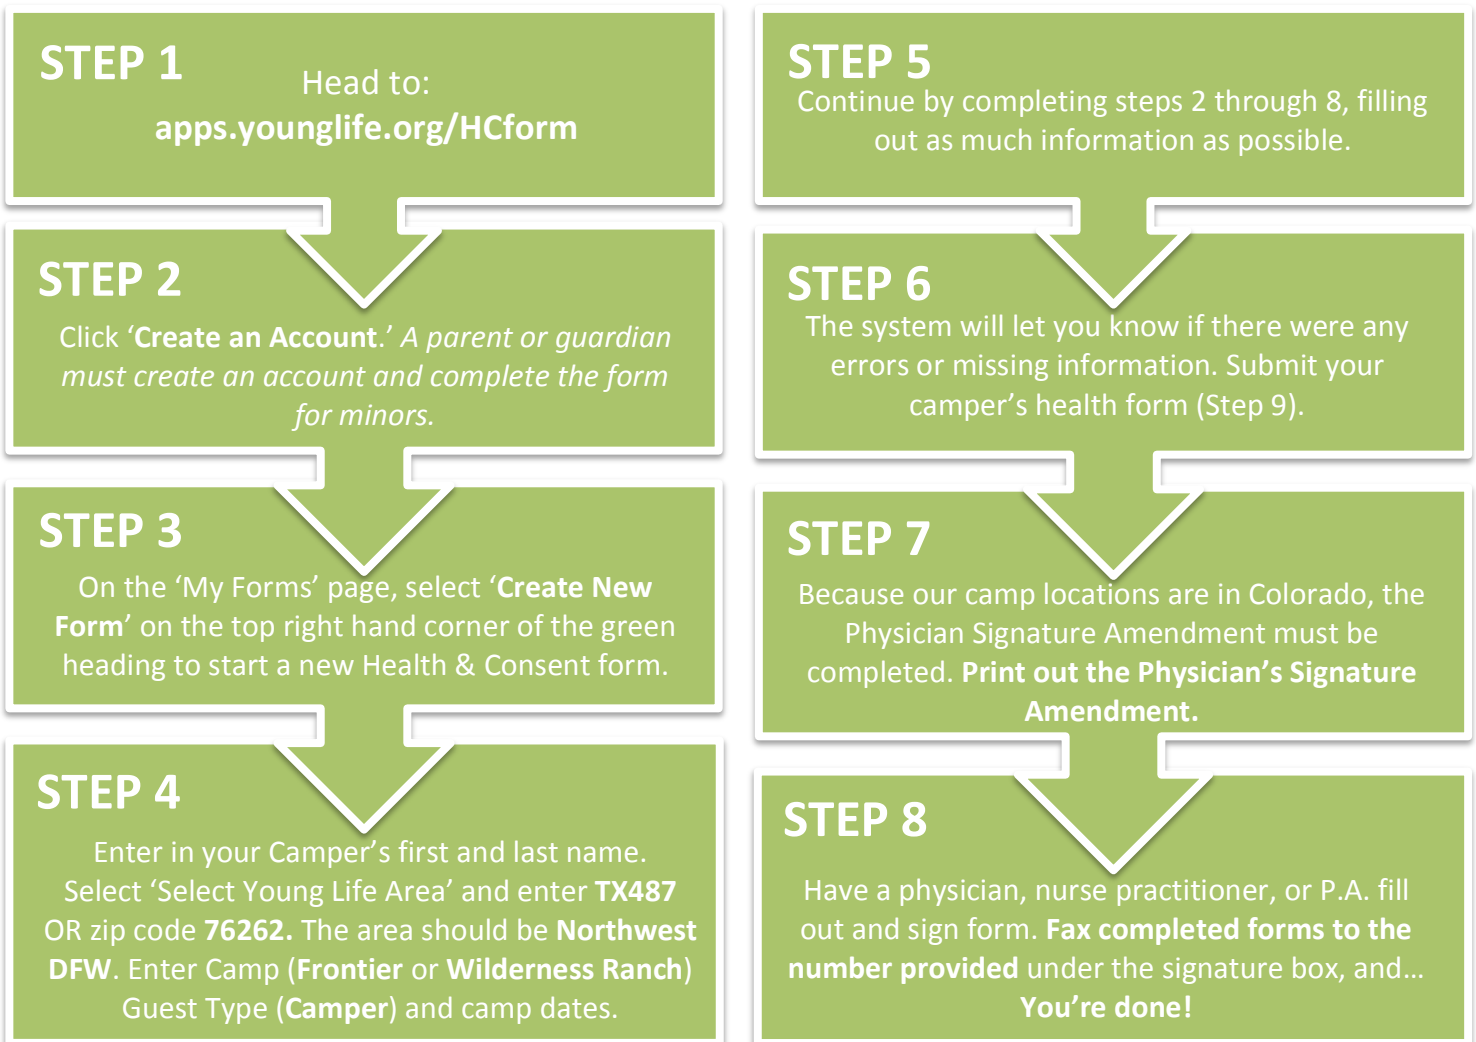 STEP 1
Head to:
apps.younglife.org/HCform
STEP 2
Click ‘Create an Account.’ A parent or guardian
must create an account and complete the form
for minors.
STEP 3
On the ‘My Forms’ page, select ‘Create New
Form’ on the top right hand corner of the green
heading to start a new Health & Consent form.
STEP 4
Enter in your Camper’s first and last name.
Select ‘Select Young Life Area’ and enter TX487
OR zip code 76262. The area should be Northwest
DFW. Enter Camp (Frontier or Wilderness Ranch)
Guest Type (Camper) and camp dates.
STEP 5
Continue by completing steps 2 through 8, filling
out as much information as possible.
STEP 6
The system will let you know if there were any
errors or missing information. Submit your
camper’s health form (Step 9).
STEP 7
Because our camp locations are in Colorado, the
Physician Signature Amendment must be
completed. Print out the Physician’s Signature
Amendment.
STEP 8
Have a physician, nurse practitioner, or P.A. fill
out and sign form. Fax completed forms to the
number provided under the signature box, and…
You’re done!